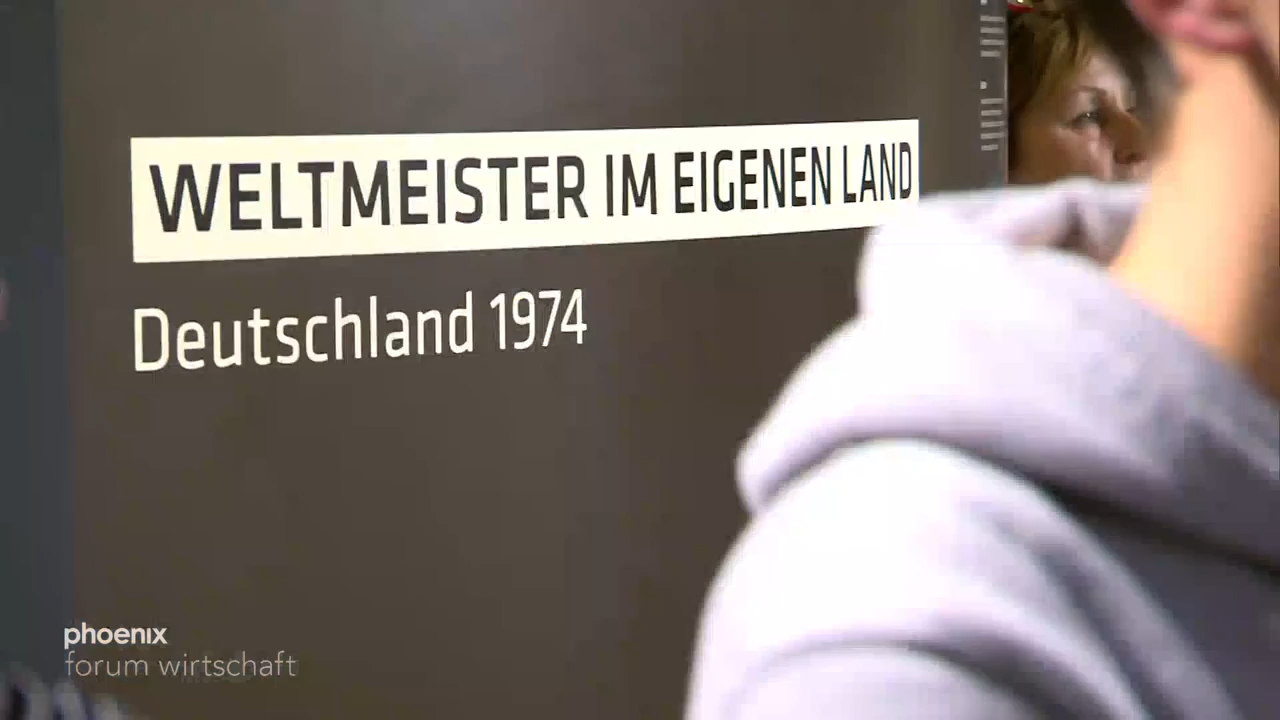 WELTMEISTER IM EIGENEN LAND
Deutschland 1974
phoenix
forum wirtschaft